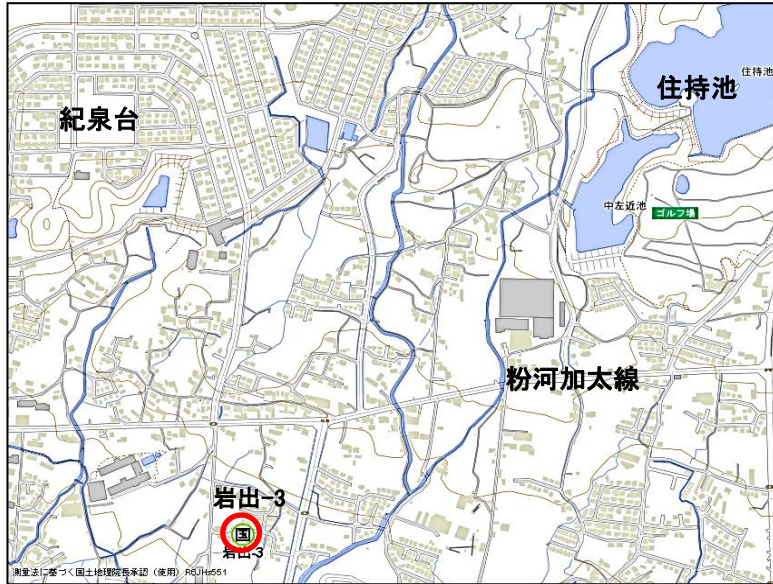 住持池
住持池
紀泉台
中左近池
ゴルフ場
粉河加太線
岩出-3
国
岩出-3
測量法に基づく国土地理院長承認（使用）R6JHs551